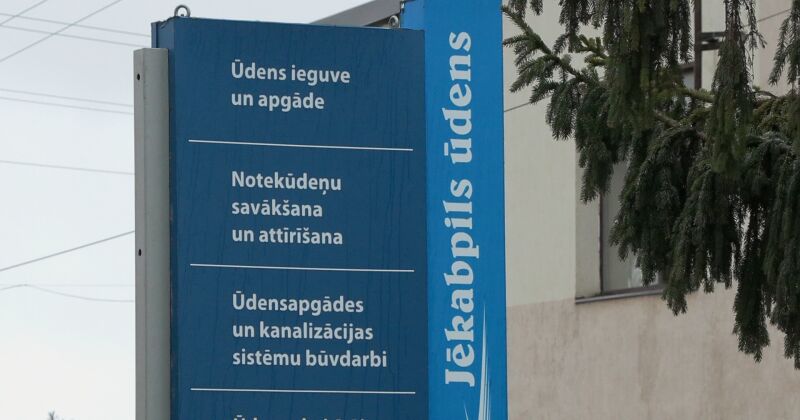 Ūdens ieguve
un apgāde
Notekūdeņu
savākšana
un attīrīšana
Ūdensapgādes
un kanalizācijas
sistēmu būvdarbi
Jēkabpils ūdens